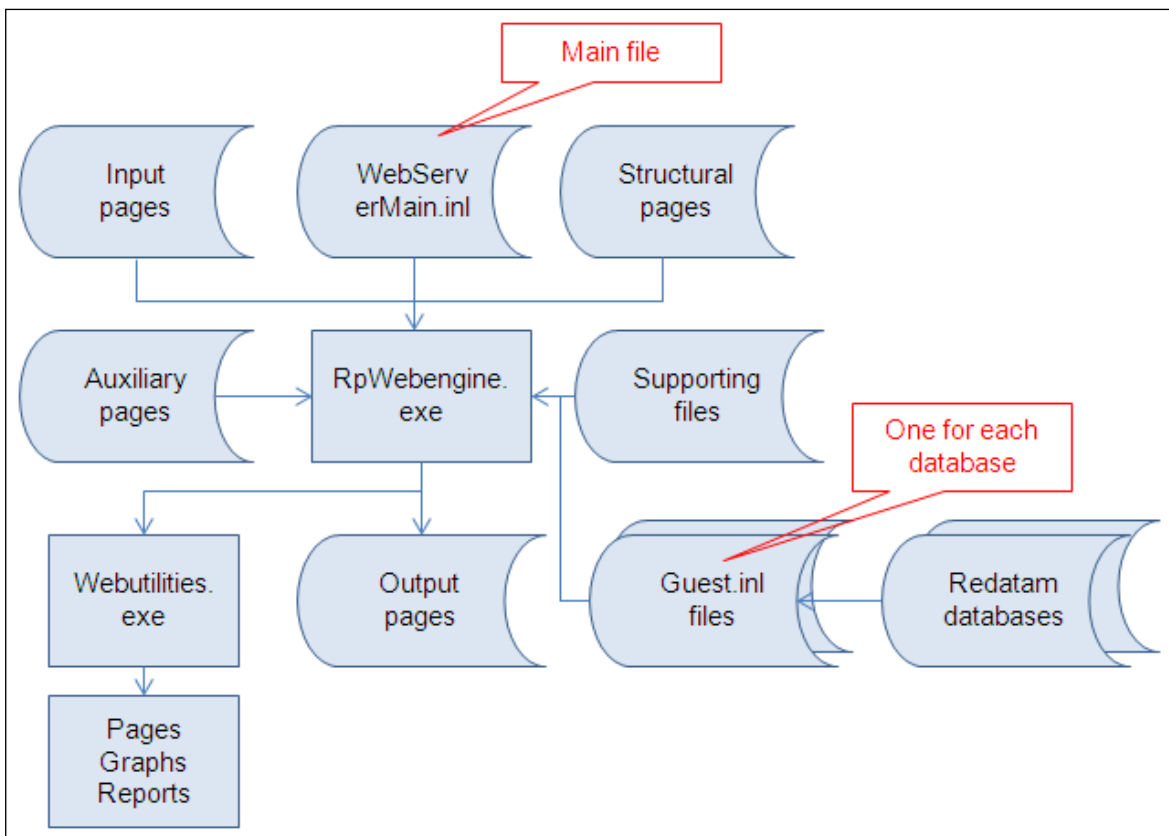 Main file
Input
pages
WebServ
erMain.inl
Structural
pages
Auxiliary
pages
RpWebengine.
exe
Supporting
files
One for each
database
Webutilities.
exe
Output
pages
Guest.inl
files
Redatam
databases
Pages
Graphs
Reports